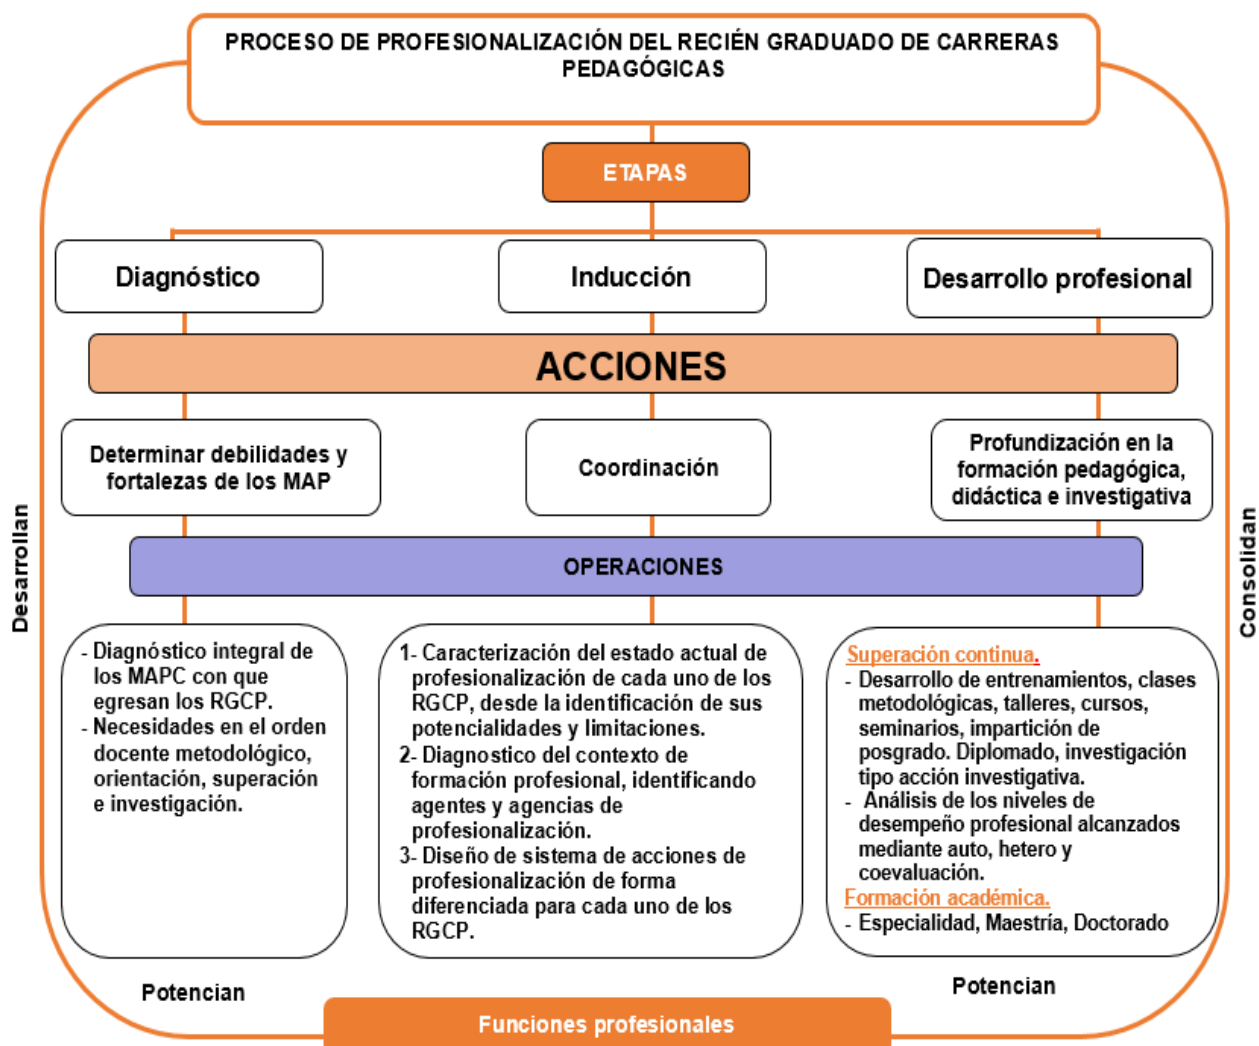 PROCESO DE PROFESIONALIZACIÓN DEL RECIÉN GRADUADO DE CARRERAS
PEDAGÓGICAS
ETAPAS
Diagnóstico
Inducción
Desarrollo profesional
ACCIONES
Determinar debilidades y
fortalezas de los MAP
Coordinación
Profundización en la
formación pedagógica,
didáctica e investigativa
OPERACIONES
Desarrollan
Consolidan
- Diagnóstico integral de
los MAPC con que
egresan los RGCP.
- Necesidades en el orden
docente metodológico,
orientación, superación
e investigación.
1- Caracterización del estado actual de
profesionalización de cada uno de los
RGCP, desde la identificación de sus
potencialidades y limitaciones.
2- Diagnostico del contexto de
formación profesional, identificando
agentes y agencias de
profesionalización.
3- Diseño de sistema de acciones de
profesionalización de forma
diferenciada para cada uno de los
RGCP.
Superación continua.
- Desarrollo de entrenamientos, clases
metodológicas, talleres, cursos,
seminarios, impartición de
posgrado. Diplomado, investigación
tipo acción investigativa.
- Análisis de los niveles de
desempeño profesional alcanzados
mediante auto, hetero y
coevaluación.
Formación académica.
- Especialidad, Maestría, Doctorado
Potencian
Potencian
Funciones profesionales